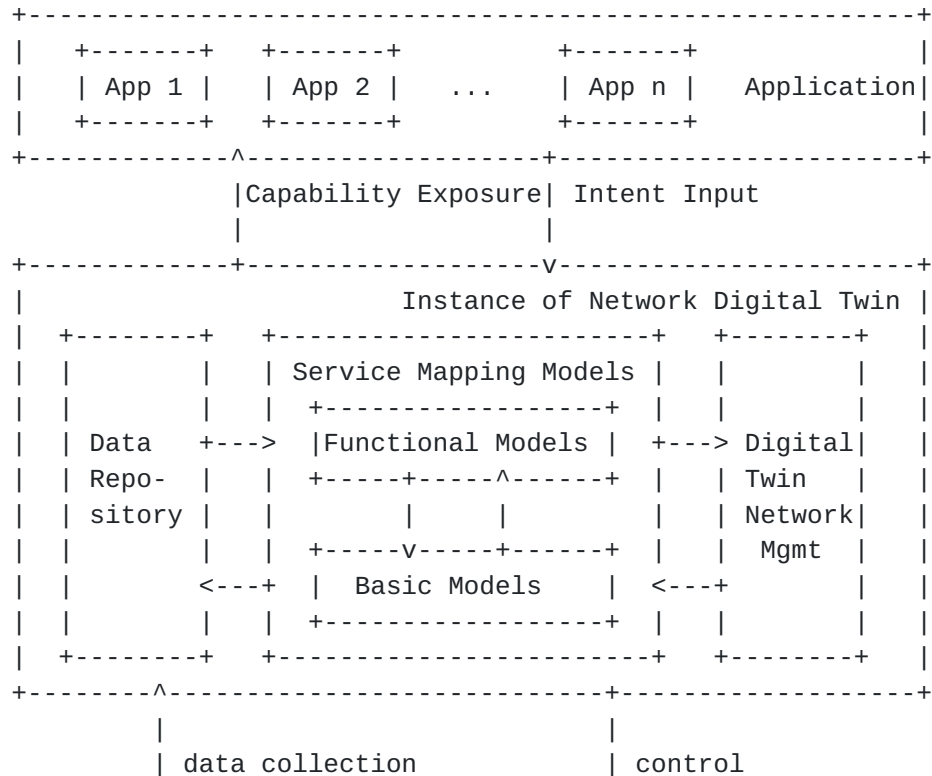 App 1 App 2 ... App n Application
Capability Exposure Intent Input
Instance of Network Digital Twin
Service Mapping Models
Data Functional Models Digital
Repo- Twin
sitory Network
Mgmt
Basic Models
data collection control